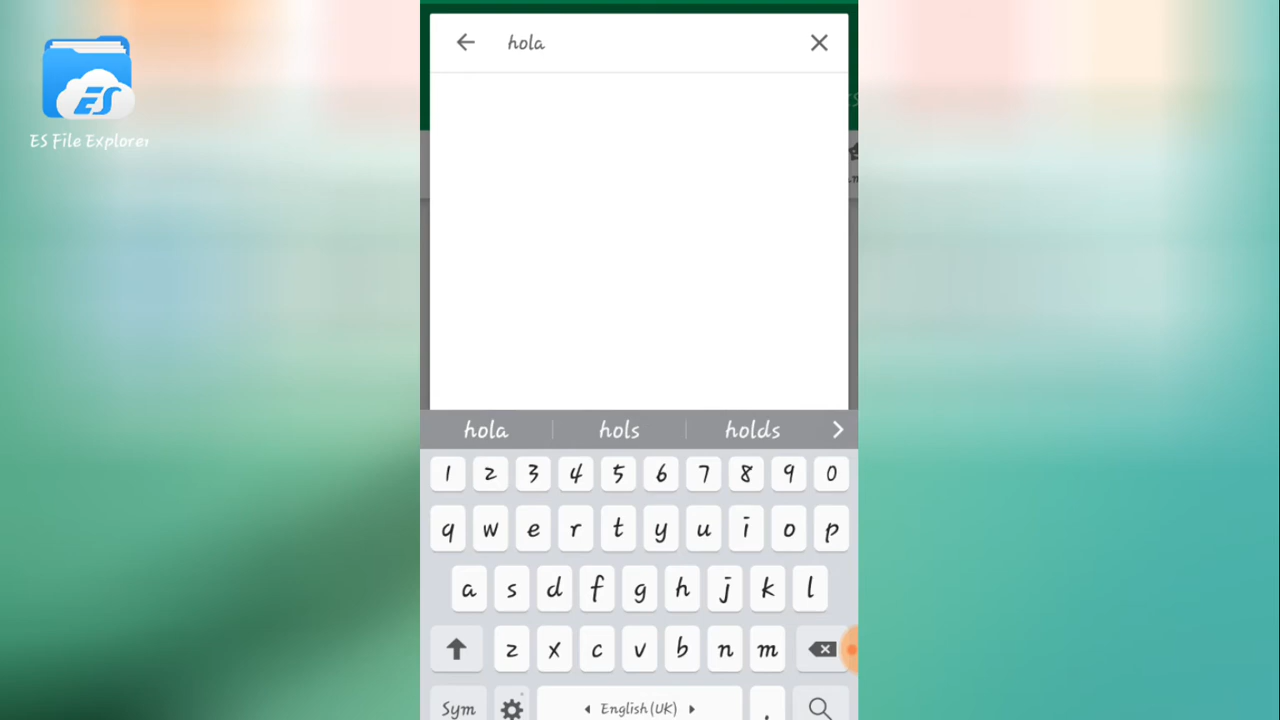 hola
ES
ES File Explorer
hola hols holds
1 2 3 4 5 6 7 8 9 0
q w e r t y u i o p
a s d f g h j k l
z x c v b n m
Sym English(UK) .